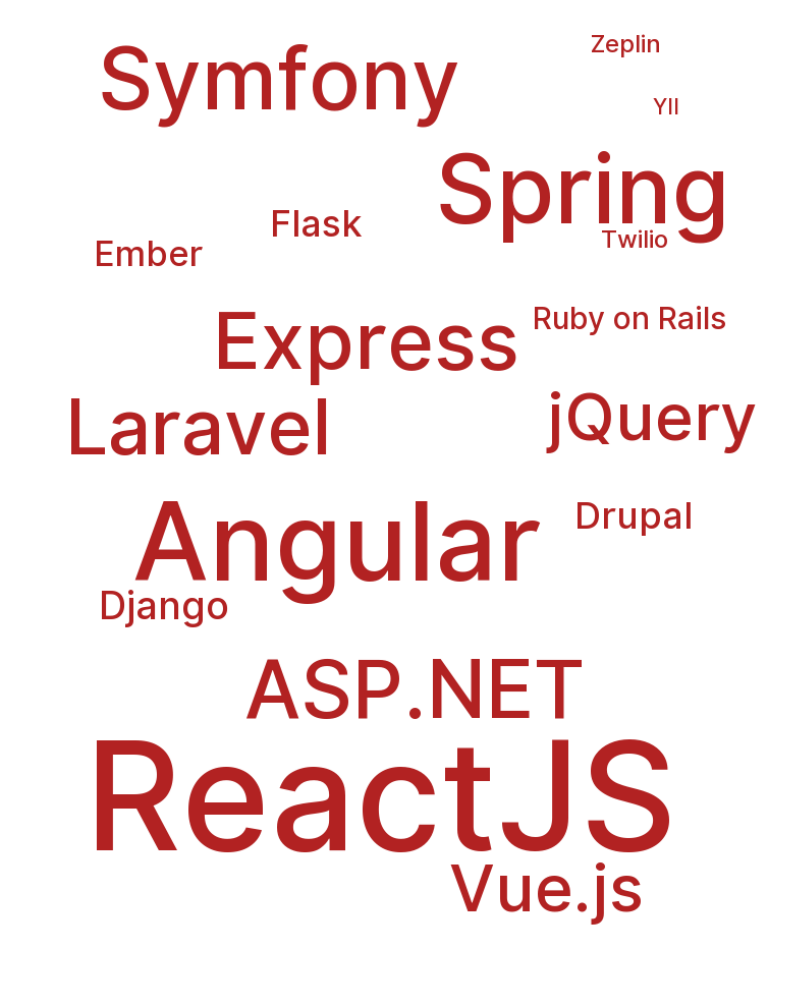 Zeplin
Symfony
YII
Spring
Flask
Twilio
Ember
Ruby on Rails
Express
jQuery
Laravel
Drupal
Angular
Django
ASP.NET
ReactJS
Vue.js